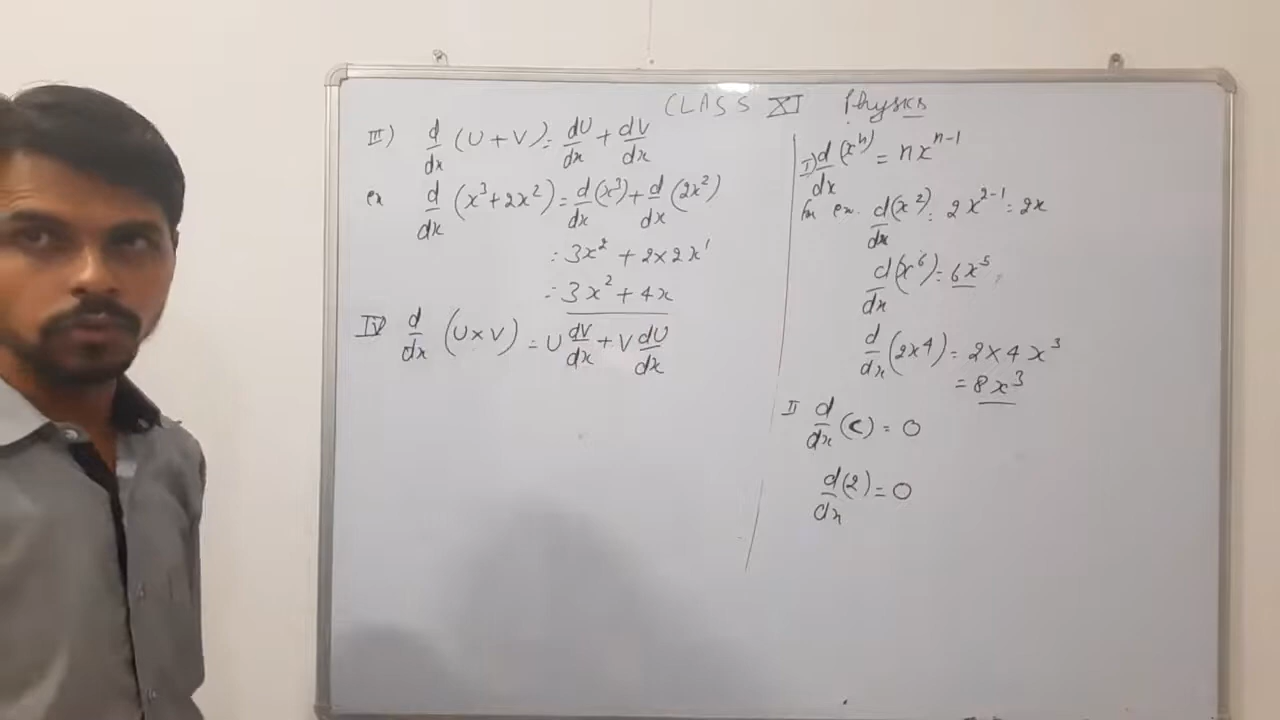 CLASS XI Physics
III) d/dx (U + V) = dU/dx + dV/dx
ex d/dx (x³ + 2x²) = d/dx (x³) + d/dx (2x²)
= 3x² + 2×2x¹
= 3x² + 4x
IV d/dx (U × V) = U dV/dx + V dU/dx
I) d/dx (xⁿ) = nxⁿ⁻¹
for ex. d/dx (x²) = 2x²⁻¹ = 2x
d/dx (x⁶) = 6x⁵
d/dx (2x⁴) = 2×4x³
= 8x³
II d/dx (c) = 0
d/dx (2) = 0